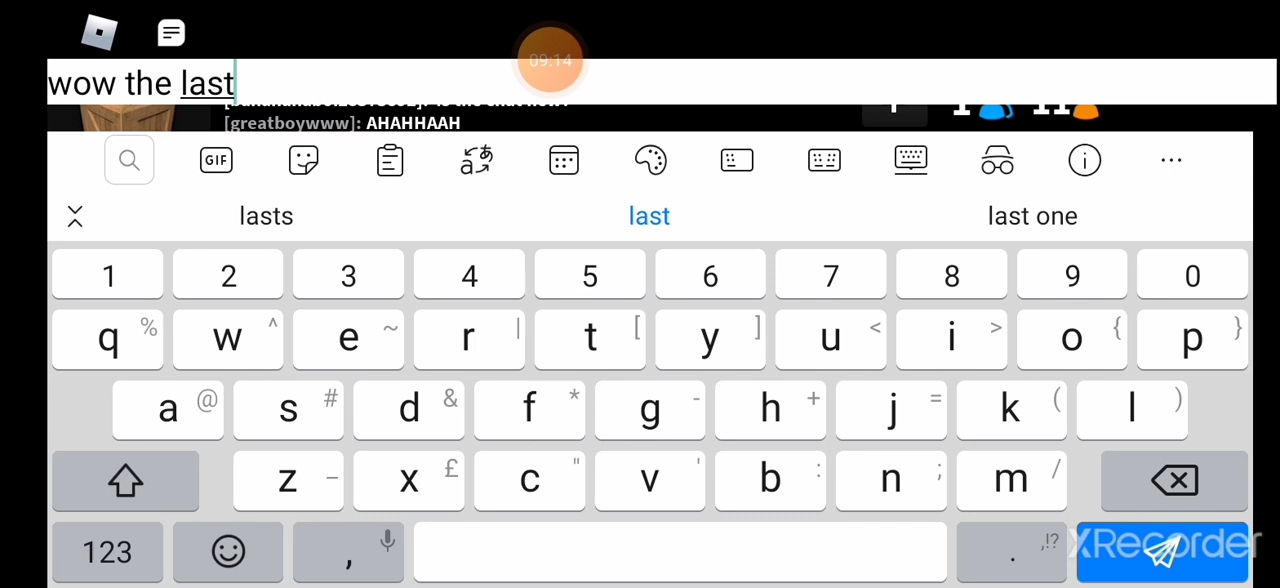 09:14
wow the last
[greatboywww]: AHAHHAAH
GIF
lasts last last one
1 2 3 4 5 6 7 8 9 0
q % w ^ e ~ r | t [ y ] u < i > o { p }
a @ s # d & f * g - h + j = k ( l )
z _ x £ c " v ' b : n ; m /
123 , . ,!? XRecorder